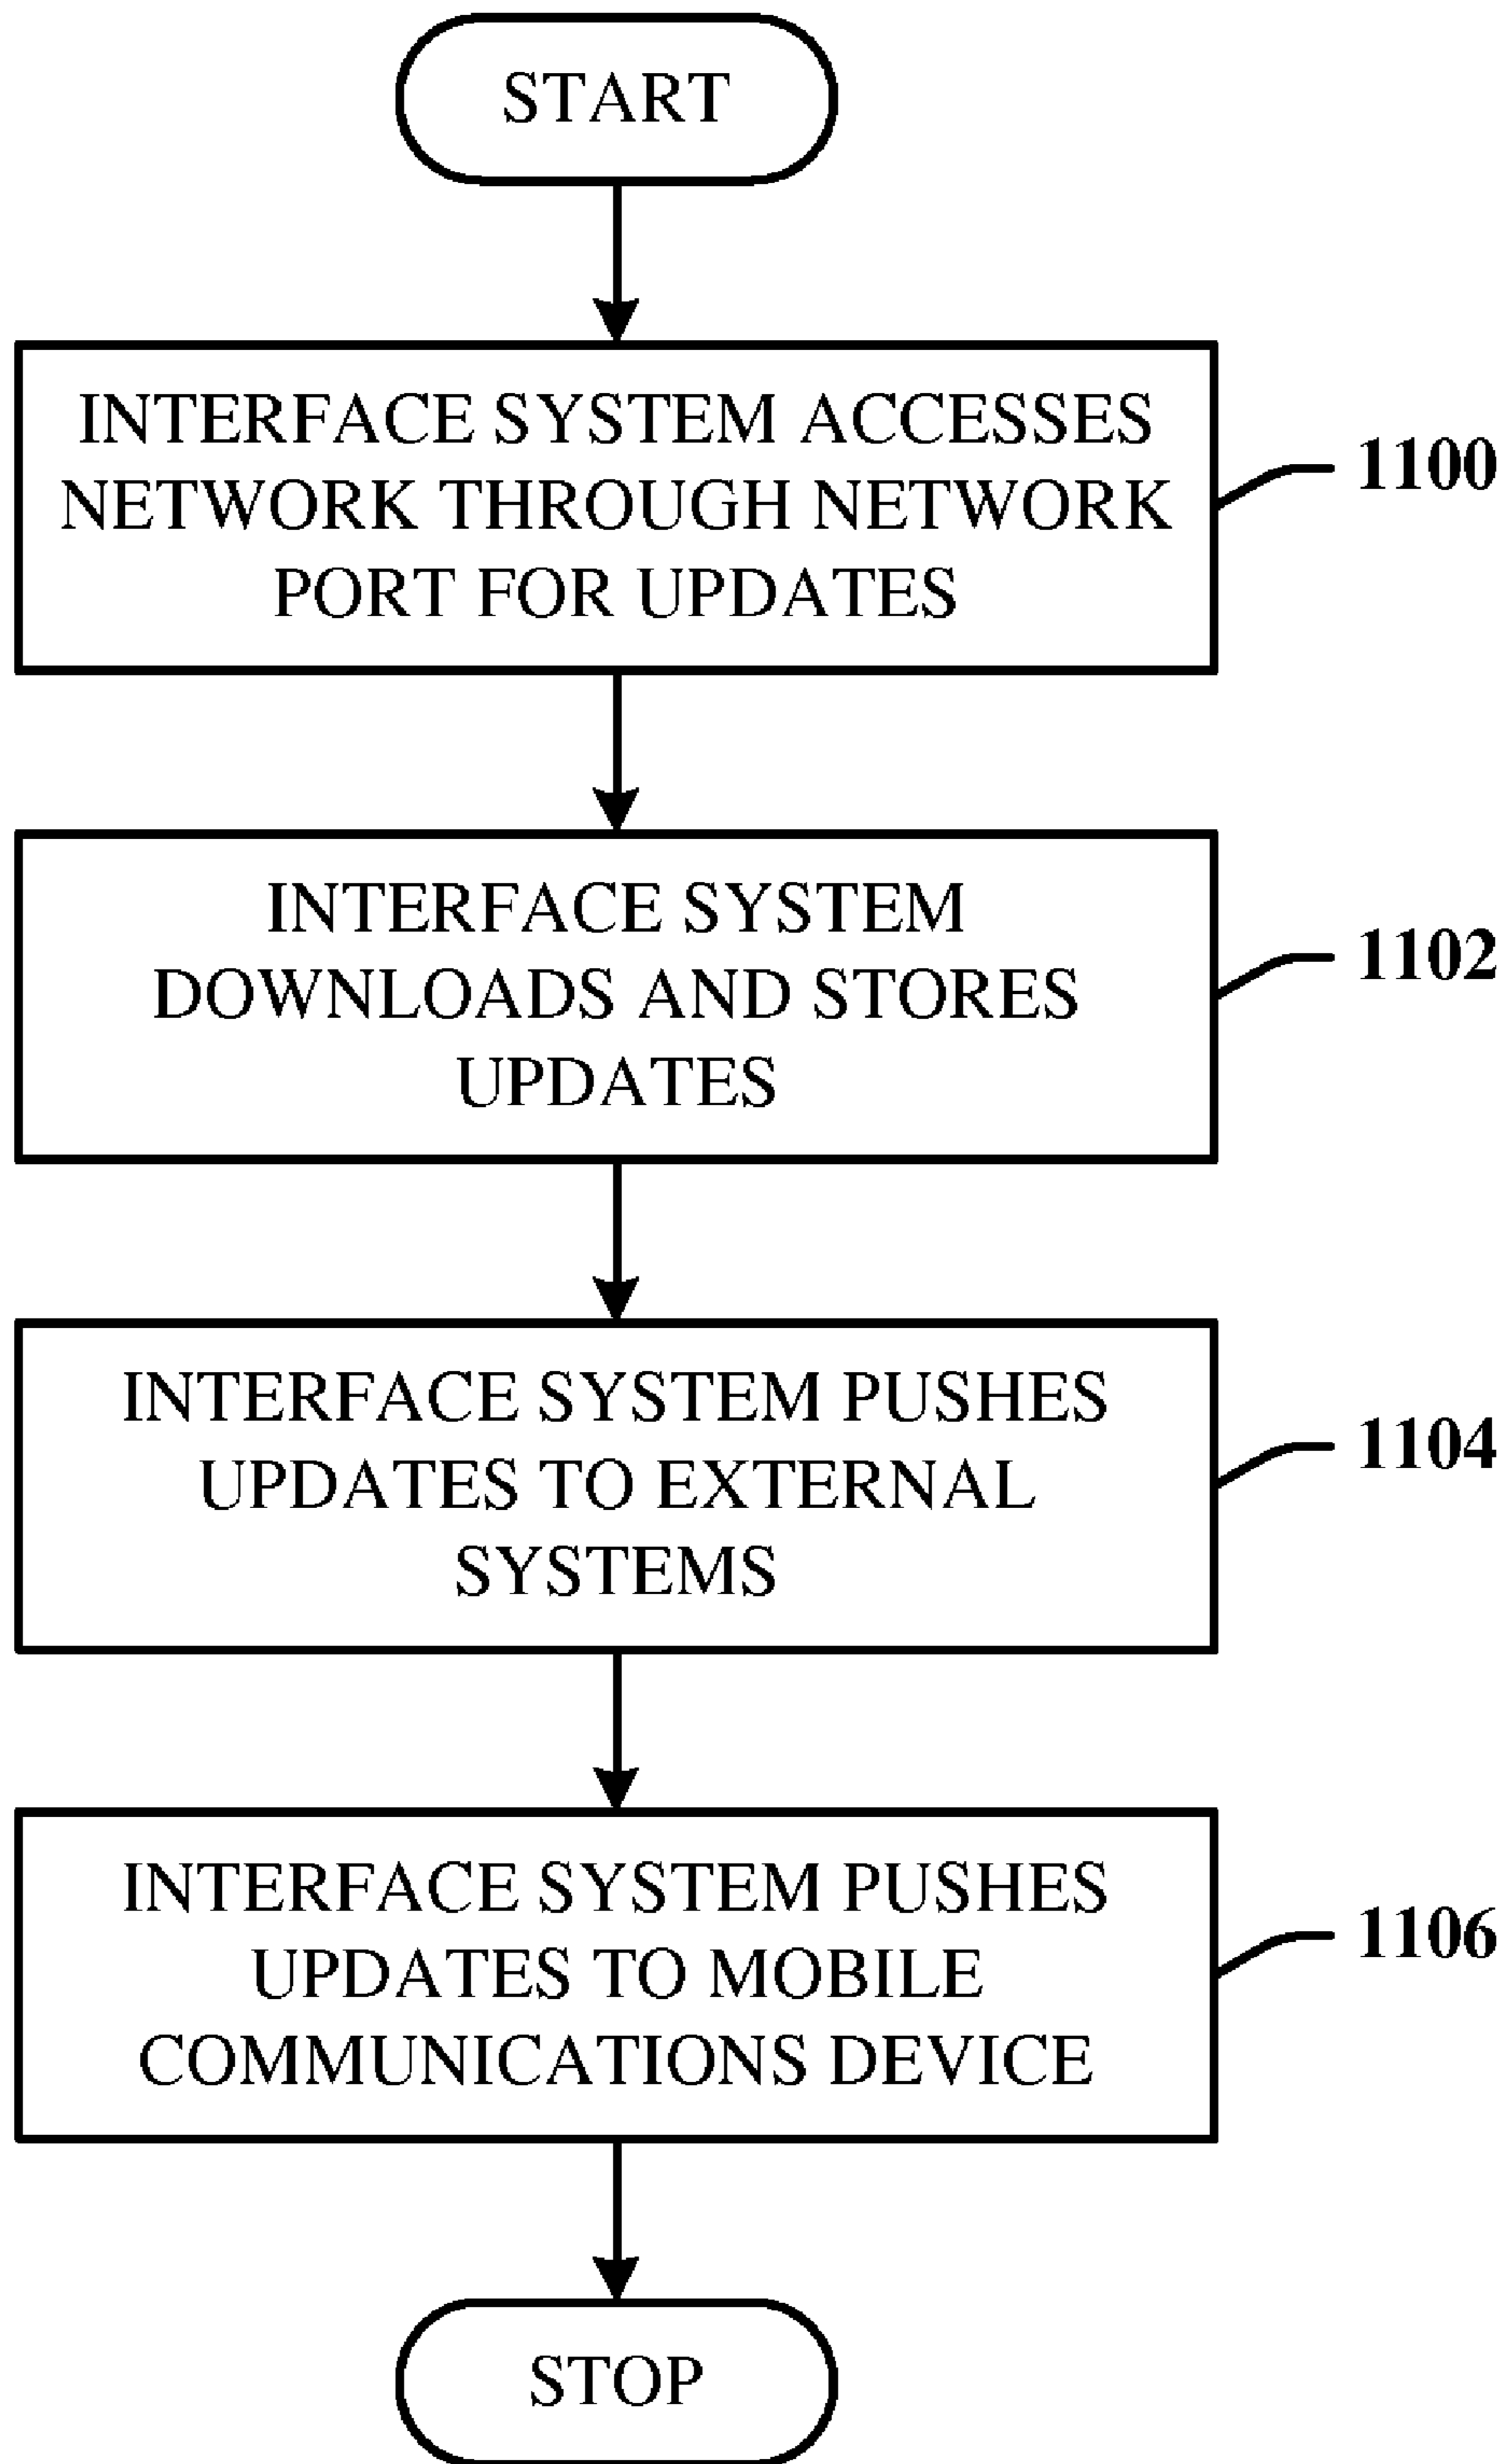 START
INTERFACE SYSTEM ACCESSES
NETWORK THROUGH NETWORK
PORT FOR UPDATES
1100
INTERFACE SYSTEM
DOWNLOADS AND STORES
UPDATES
1102
INTERFACE SYSTEM PUSHES
UPDATES TO EXTERNAL
SYSTEMS
1104
INTERFACE SYSTEM PUSHES
UPDATES TO MOBILE
COMMUNICATIONS DEVICE
1106
STOP